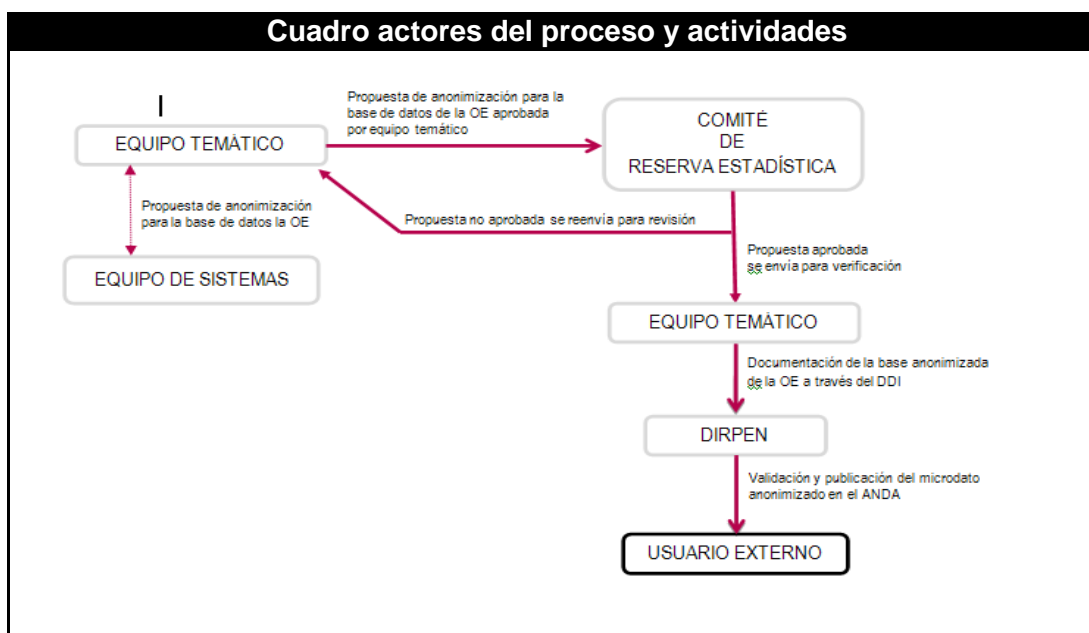 Cuadro actores del proceso y actividades
Propuesta de anonimización para la
base de datos de la OE aprobada
por equipo temático
EQUIPO TEMÁTICO
COMITÉ
DE
RESERVA ESTADÍSTICA
Propuesta de anonimización
para la base de datos la OE
Propuesta no aprobada se reenvía para revisión
EQUIPO DE SISTEMAS
Propuesta aprobada
se envía para verificación
EQUIPO TEMÁTICO
Documentación de la base anonimizada
de la OE a través del DDI
DIRPEN
Validación y publicación del microdato
anonimizado en el ANDA
USUARIO EXTERNO